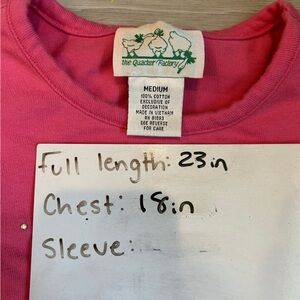 the Quacker Factory
MEDIUM
100% COTTON
EXCLUSIVE OF
DECORATION
MADE IN VIETNAM
RN 81893
SEE REVERSE
FOR CARE
Full length: 23in
Chest: 18in
Sleeve: